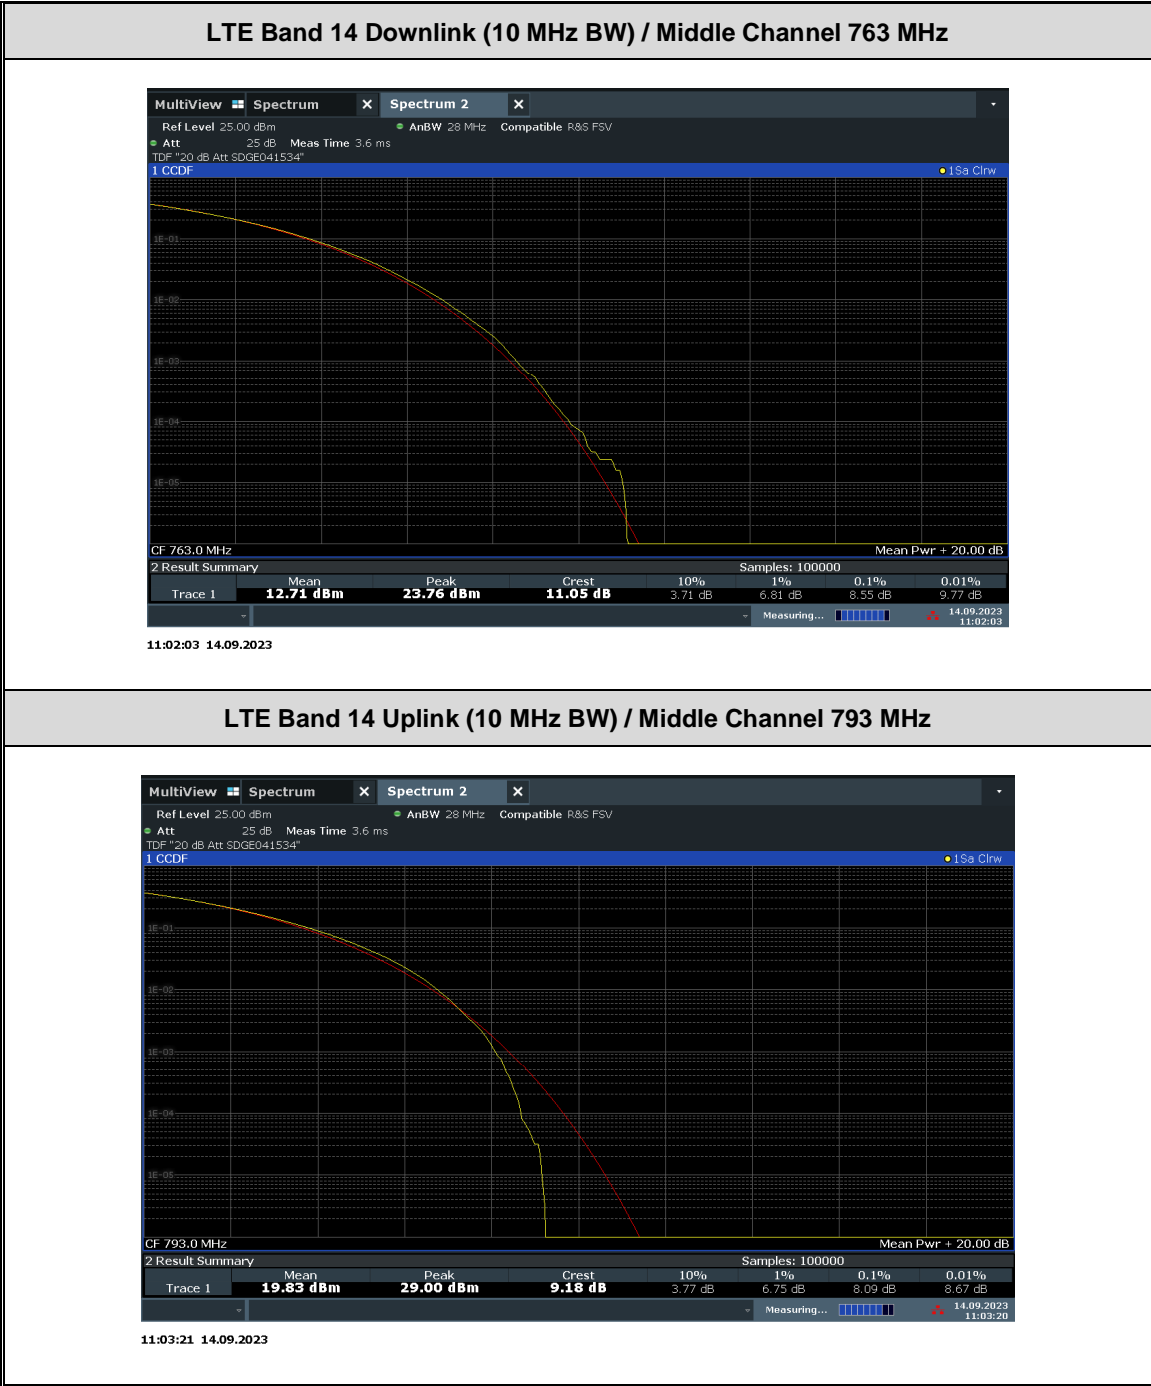 LTE Band 14 Downlink (10 MHz BW) / Middle Channel 763 MHz
MultiView Spectrum X Spectrum 2 X
Ref Level 25.00 dBm AnBW 28 MHz Compatible R&S FSV
Att 25 dB Meas Time 3.6 ms
TDF "20 dB Att SDGE041534"
1 CCDF 1Sa Clrw
1E-01
1E-02
1E-03
1E-04
1E-05
CF 763.0 MHz Mean Pwr + 20.00 dB
2 Result Summary Samples: 100000
Mean Peak Crest 10% 1% 0.1% 0.01%
Trace 1 12.71 dBm 23.76 dBm 11.05 dB 3.71 dB 6.81 dB 8.55 dB 9.77 dB
Measuring... 14.09.2023
11:02:03
11:02:03 14.09.2023
LTE Band 14 Uplink (10 MHz BW) / Middle Channel 793 MHz
MultiView Spectrum X Spectrum 2 X
Ref Level 25.00 dBm AnBW 28 MHz Compatible R&S FSV
Att 25 dB Meas Time 3.6 ms
TDF "20 dB Att SDGE041534"
1 CCDF 1Sa Clrw
1E-01
1E-02
1E-03
1E-04
1E-05
CF 793.0 MHz Mean Pwr + 20.00 dB
2 Result Summary Samples: 100000
Mean Peak Crest 10% 1% 0.1% 0.01%
Trace 1 19.83 dBm 29.00 dBm 9.18 dB 3.77 dB 6.75 dB 8.09 dB 8.67 dB
Measuring... 14.09.2023
11:03:20
11:03:21 14.09.2023